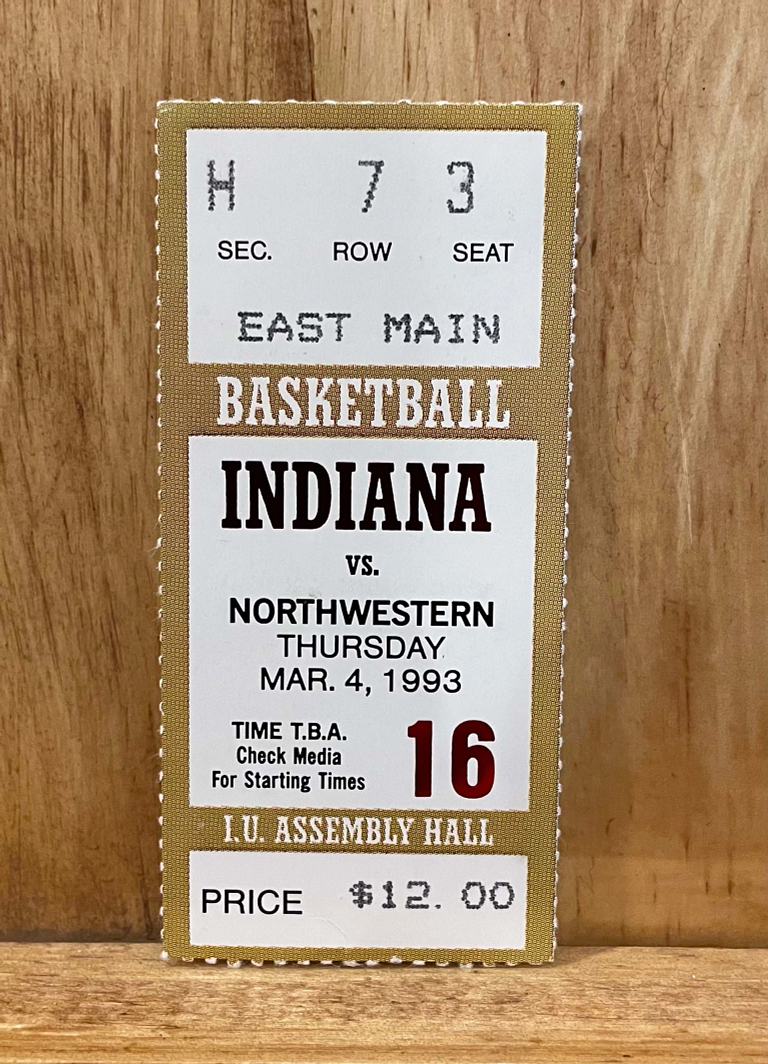 H 7 3
SEC. ROW SEAT
EAST MAIN
BASKETBALL
INDIANA
VS.
NORTHWESTERN
THURSDAY
MAR. 4, 1993
TIME T.B.A.
Check Media
For Starting Times
16
I.U. ASSEMBLY HALL
PRICE $12.00